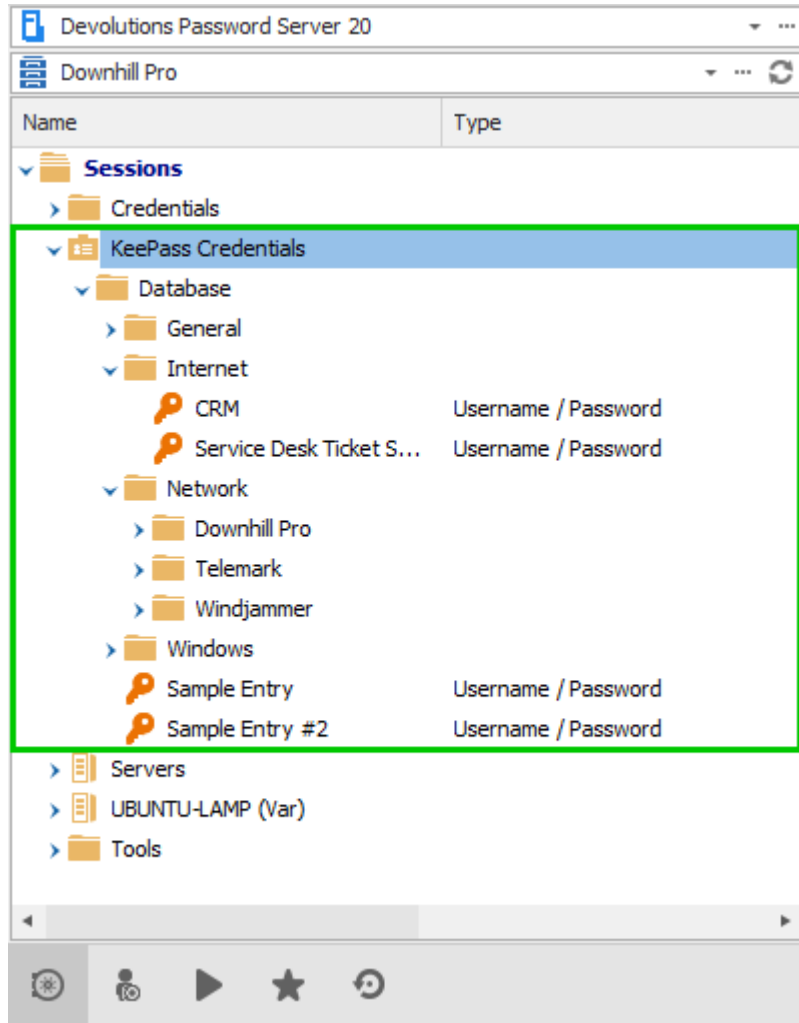 Devolutions Password Server 20
Downhill Pro
Name Type
Sessions
Credentials
KeePass Credentials
Database
General
Internet
CRM Username / Password
Service Desk Ticket S... Username / Password
Network
Downhill Pro
Telemark
Windjammer
Windows
Sample Entry Username / Password
Sample Entry #2 Username / Password
Servers
UBUNTU-LAMP (Var)
Tools